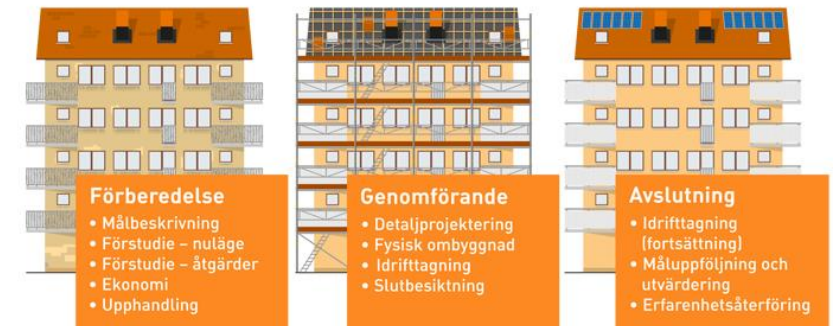 Förberedelse
• Målbeskrivning
• Förstudie – nuläge
• Förstudie – åtgärder
• Ekonomi
• Upphandling
Genomförande
• Detaljprojektering
• Fysisk ombyggnad
• Idrifttagning
• Slutbesiktning
Avslutning
• Idrifttagning
(fortsättning)
• Måluppföljning och
utvärdering
• Erfarenhetsåterföring